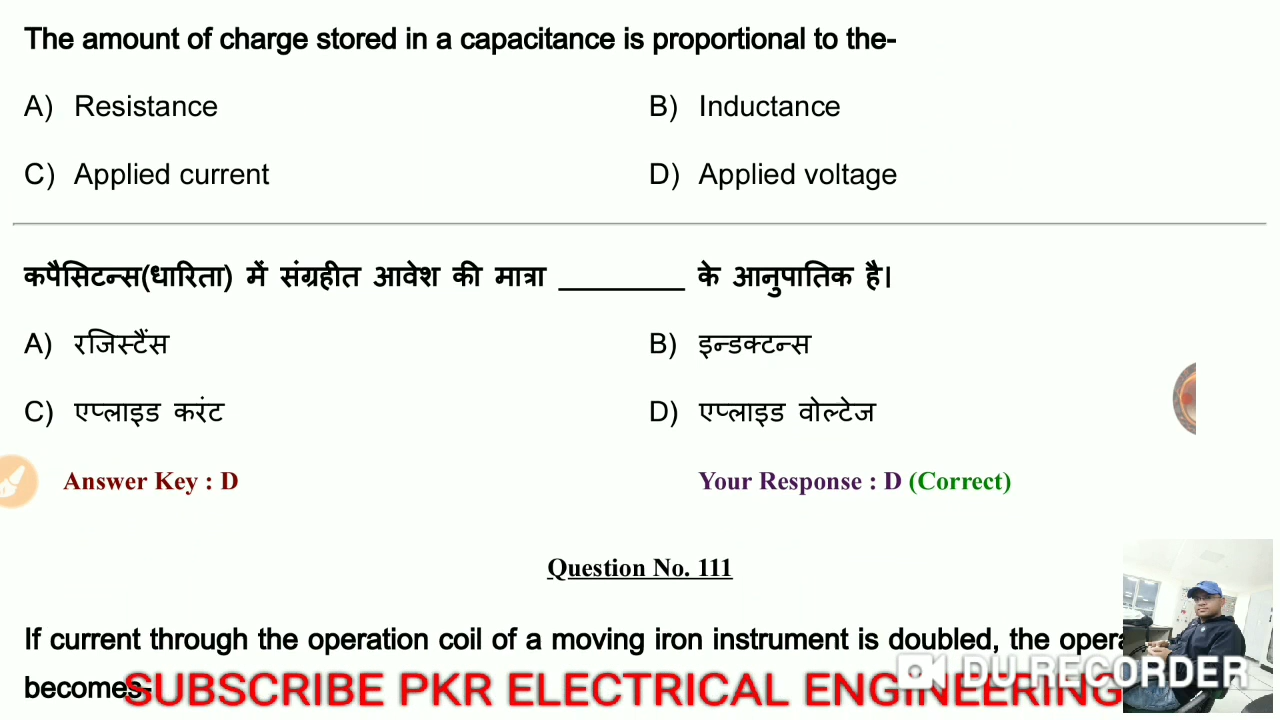 The amount of charge stored in a capacitance is proportional to the-
A) Resistance B) Inductance
C) Applied current D) Applied voltage
कपैसिटन्स(धारिता) में संग्रहीत आवेश की मात्रा _________ के आनुपातिक है।
A) रजिस्टैंस B) इन्डक्टन्स
C) एप्लाइड करंट D) एप्लाइड वोल्टेज
Answer Key : D Your Response : D (Correct)
Question No. 111
If current through the operation coil of a moving iron instrument is doubled, the
becomes-
SUBSCRIBE PKR ELECTRICAL ENGINEERING
DU RECORDER